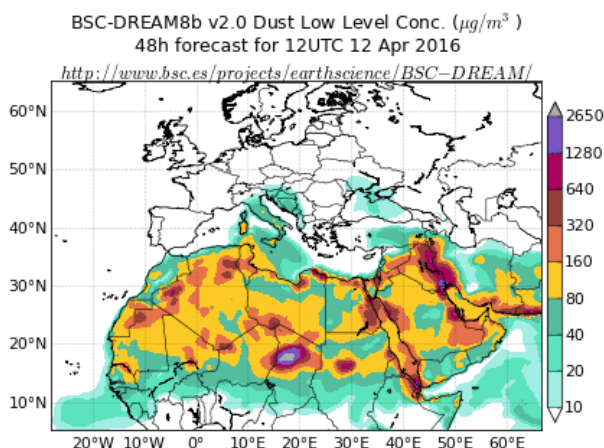 BSC-DREAM8b v2.0 Dust Low Level Conc. (μg/m³ )
48h forecast for 12UTC 12 Apr 2016
http://www.bsc.es/projects/earthscience/BSC−DREAM/
60°N
50°N
40°N
30°N
20°N
10°N
20°W 10°W 0° 10°E 20°E 30°E 40°E 50°E 60°E
2650
1280
640
320
160
80
40
20
10